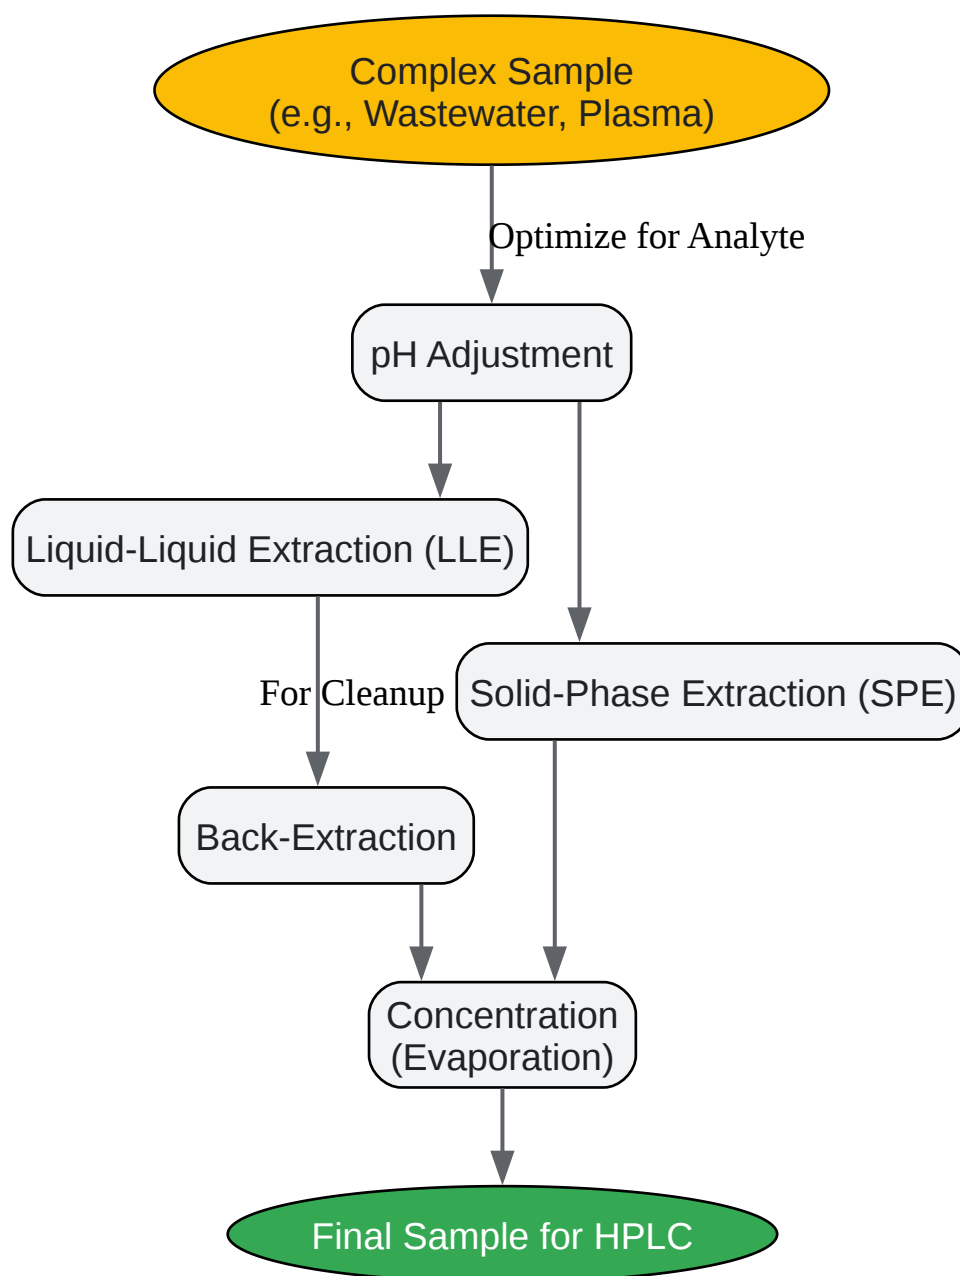 Complex Sample
(e.g., Wastewater, Plasma)
Optimize for Analyte
pH Adjustment
Liquid-Liquid Extraction (LLE)
For Cleanup
Solid-Phase Extraction (SPE)
Back-Extraction
Concentration
(Evaporation)
Final Sample for HPLC